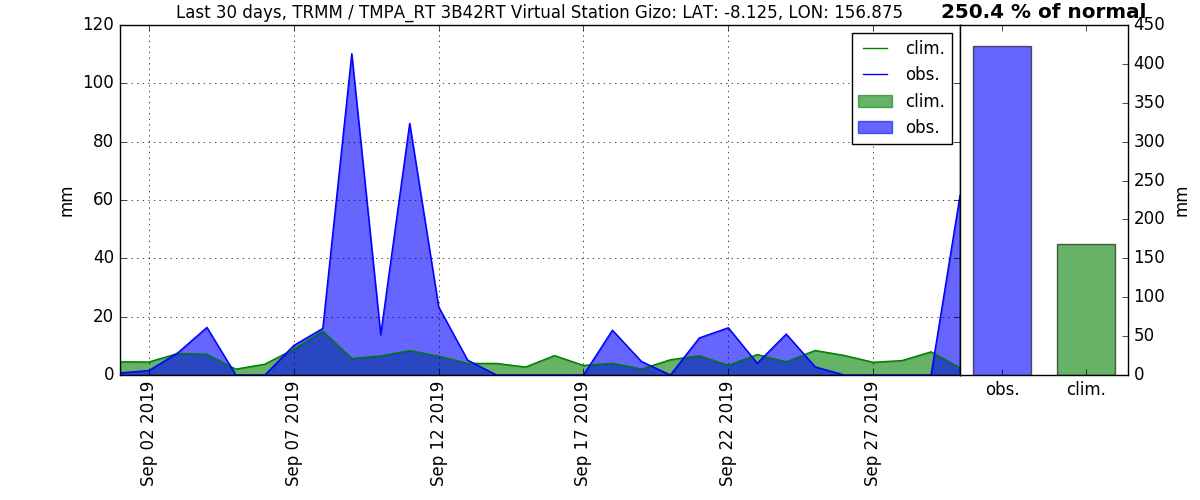 Last 30 days, TRMM / TMPA_RT 3B42RT Virtual Station Gizo: LAT: -8.125, LON: 156.875
250.4 % of normal
120
100
80
60
40
20
0
mm
clim.
obs.
clim.
obs.
Sep 02 2019
Sep 07 2019
Sep 12 2019
Sep 17 2019
Sep 22 2019
Sep 27 2019
450
400
350
300
250
200
150
100
50
0
mm
obs.
clim.